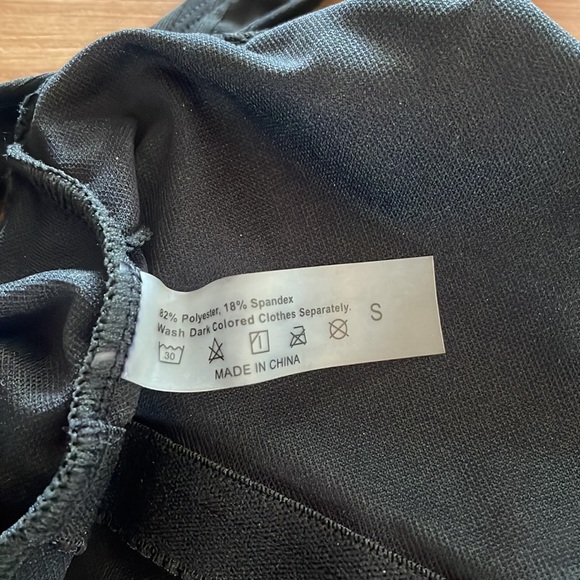 82% Polyester, 18% Spandex
Wash Dark Colored Clothes Separately.
30
S
MADE IN CHINA